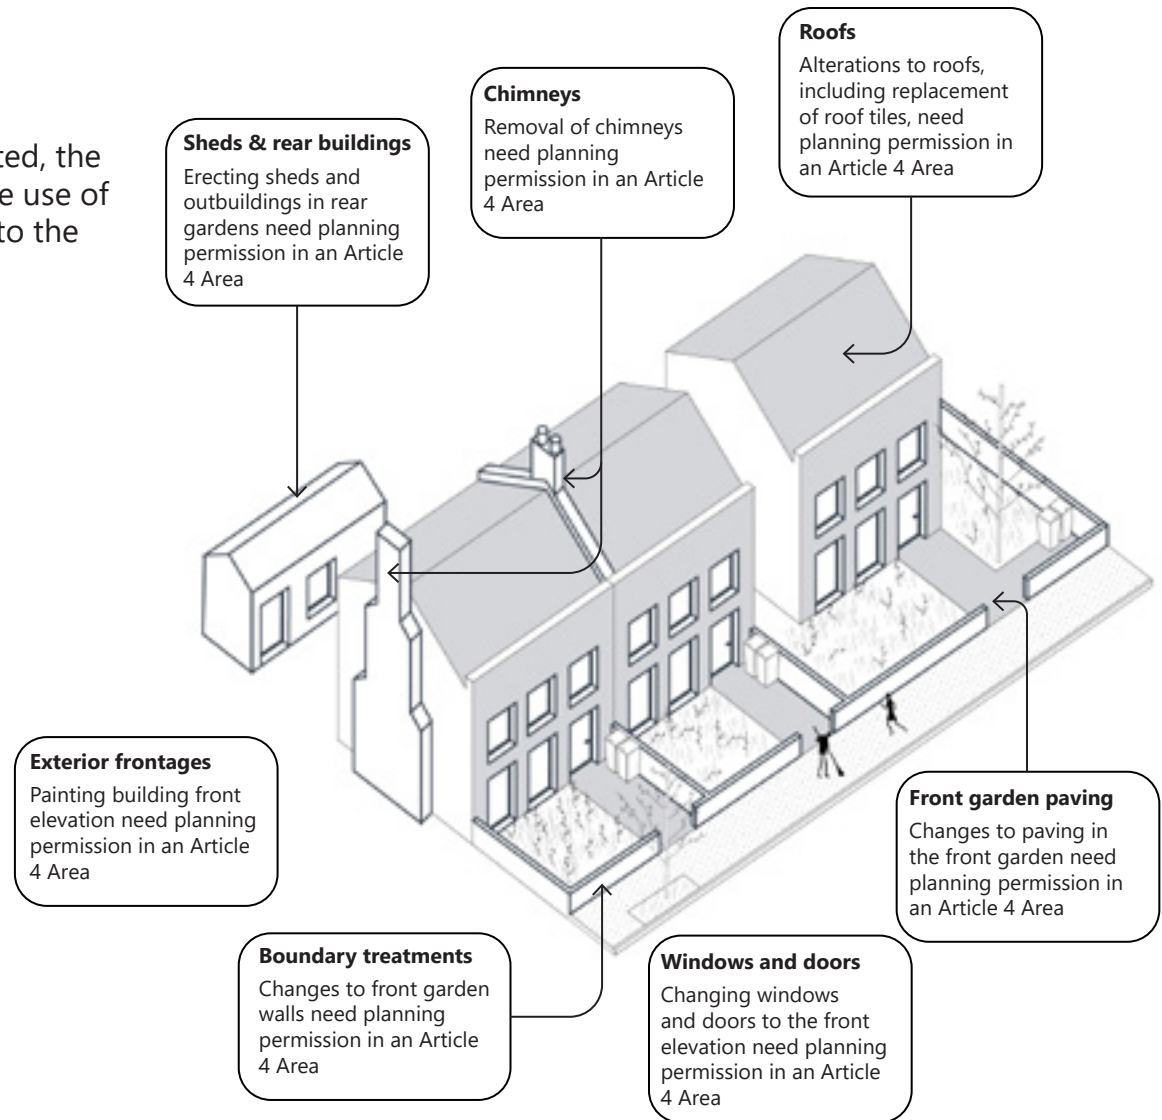 ted, the
e use of
to the
Sheds & rear buildings
Erecting sheds and
outbuildings in rear
gardens need planning
permission in an Article
4 Area
Chimneys
Removal of chimneys
need planning
permission in an Article
4 Area
Roofs
Alterations to roofs,
including replacement
of roof tiles, need
planning permission in
an Article 4 Area
Exterior frontages
Painting building front
elevation need planning
permission in an Article
4 Area
Boundary treatments
Changes to front garden
walls need planning
permission in an Article
4 Area
Windows and doors
Changing windows
and doors to the front
elevation need planning
permission in an Article
4 Area
Front garden paving
Changes to paving in
the front garden need
planning permission in
an Article 4 Area